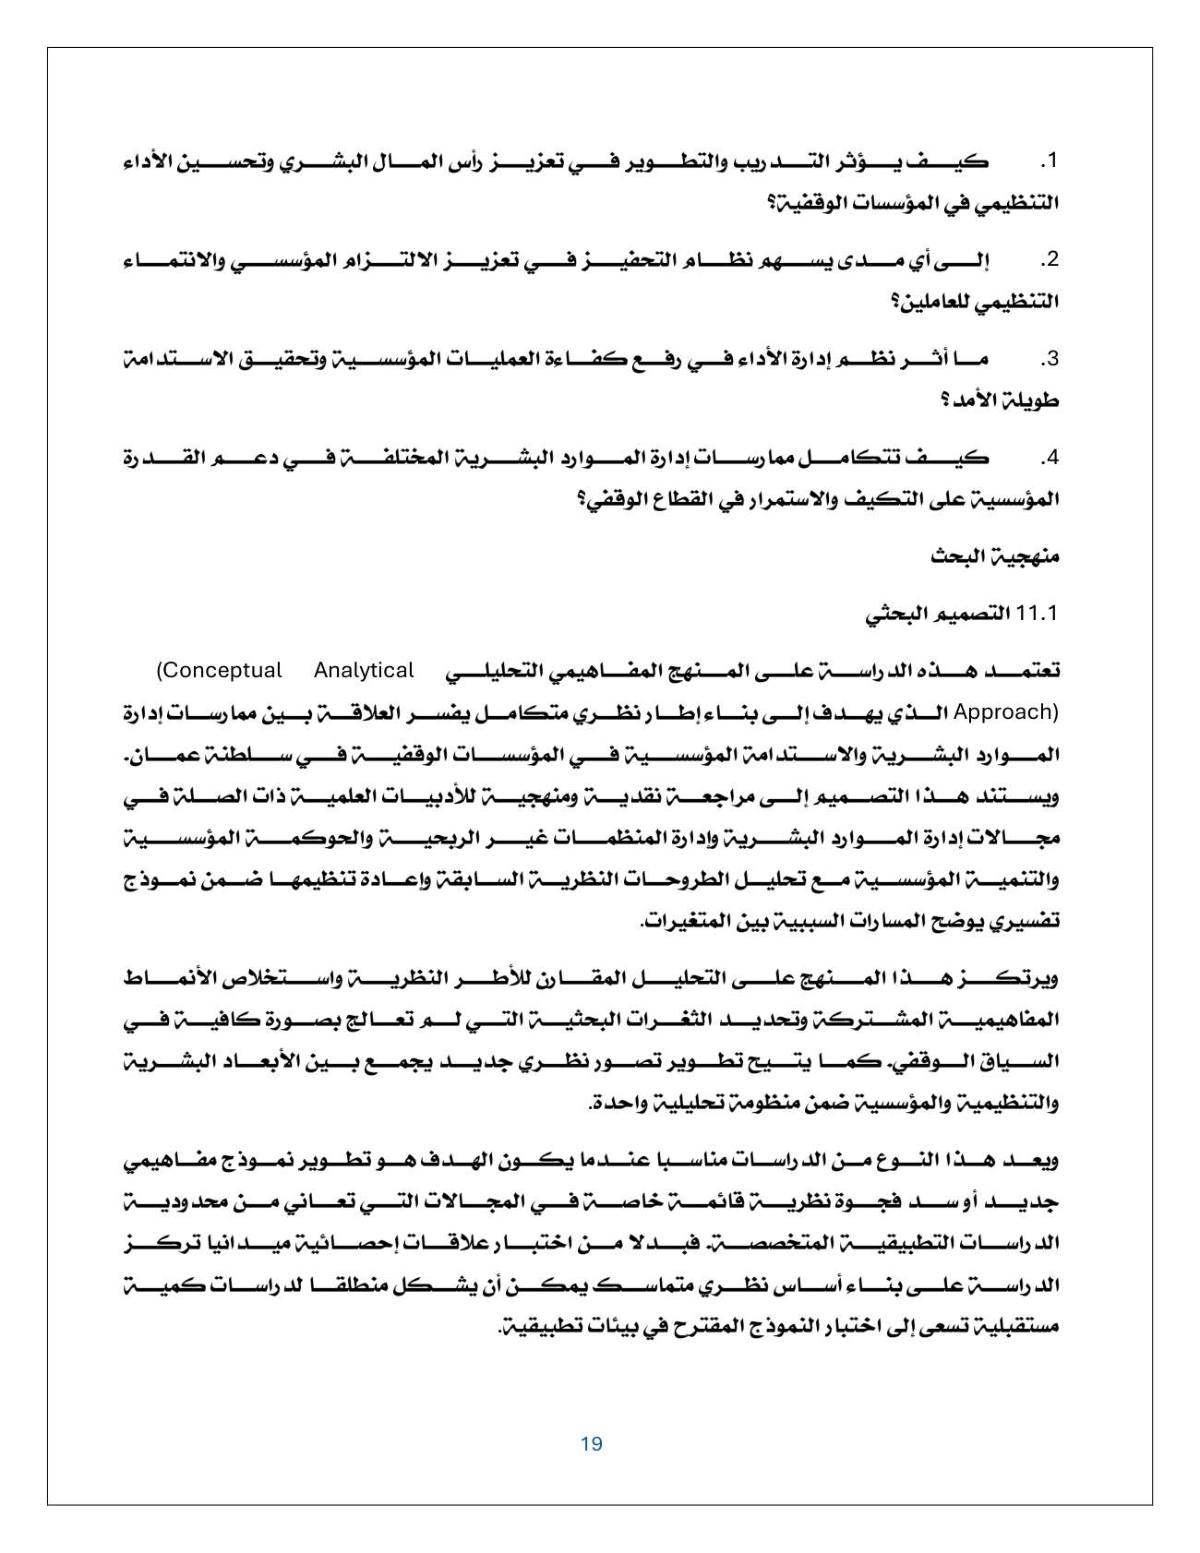 1. كيف يؤثر التدريب والتطوير في تعزيز رأس المال البشري وتحسين الأداء
التنظيمي في المؤسسات الوقفية؟
2. إلى أي مدى يسهم نظام التحفيز في تعزيز الالتزام المؤسسي والانتماء
التنظيمي للعاملين؟
3. ما أثر نظم إدارة الأداء في رفع كفاءة العمليات المؤسسية وتحقيق الاستدامة
طويلة الأمد؟
4. كيف تتكامل ممارسات إدارة الموارد البشرية المختلفة في دعم القدرة
المؤسسية على التكيف والاستمرار في القطاع الوقفي؟
منهجية البحث
11.1 التصميم البحثي
تعتمد هذه الدراسة على المنهج المفاهيمي التحليلي (Conceptual Analytical
Approach) الذي يهدف إلى بناء إطار نظري متكامل يفسر العلاقة بين ممارسات إدارة
الموارد البشرية والاستدامة المؤسسية في المؤسسات الوقفية في سلطنة عمان.
ويستند هذا التصميم إلى مراجعة نقدية ومنهجية للأدبيات العلمية ذات الصلة في
مجالات إدارة الموارد البشرية وإدارة المنظمات غير الربحية والحوكمة المؤسسية
والتنمية المؤسسية مع تحليل الطروحات النظرية السابقة وإعادة تنظيمها ضمن نموذج
تفسيري يوضح المسارات السببية بين المتغيرات.
ويرتكز هذا المنهج على التحليل المقارن للأطر النظرية واستخلاص الأنماط
المفاهيمية المشتركة وتحديد الثغرات البحثية التي لم تعالج بصورة كافية في
السياق الوقفي. كما يتيح تطوير تصور نظري جديد يجمع بين الأبعاد البشرية
والتنظيمية والمؤسسية ضمن منظومة تحليلية واحدة.
ويعد هذا النوع من الدراسات مناسبا عندما يكون الهدف هو تطوير نموذج مفاهيمي
جديد أو سد فجوة نظرية قائمة خاصة في المجالات التي تعاني من محدودية
الدراسات التطبيقية المتخصصة. فبدلا من اختبار علاقات إحصائية ميدانيا تركز
الدراسة على بناء أساس نظري متماسك يمكن أن يشكل منطلقا لدراسات كمية
مستقبلية تسعى إلى اختبار النموذج المقترح في بيئات تطبيقية.
19